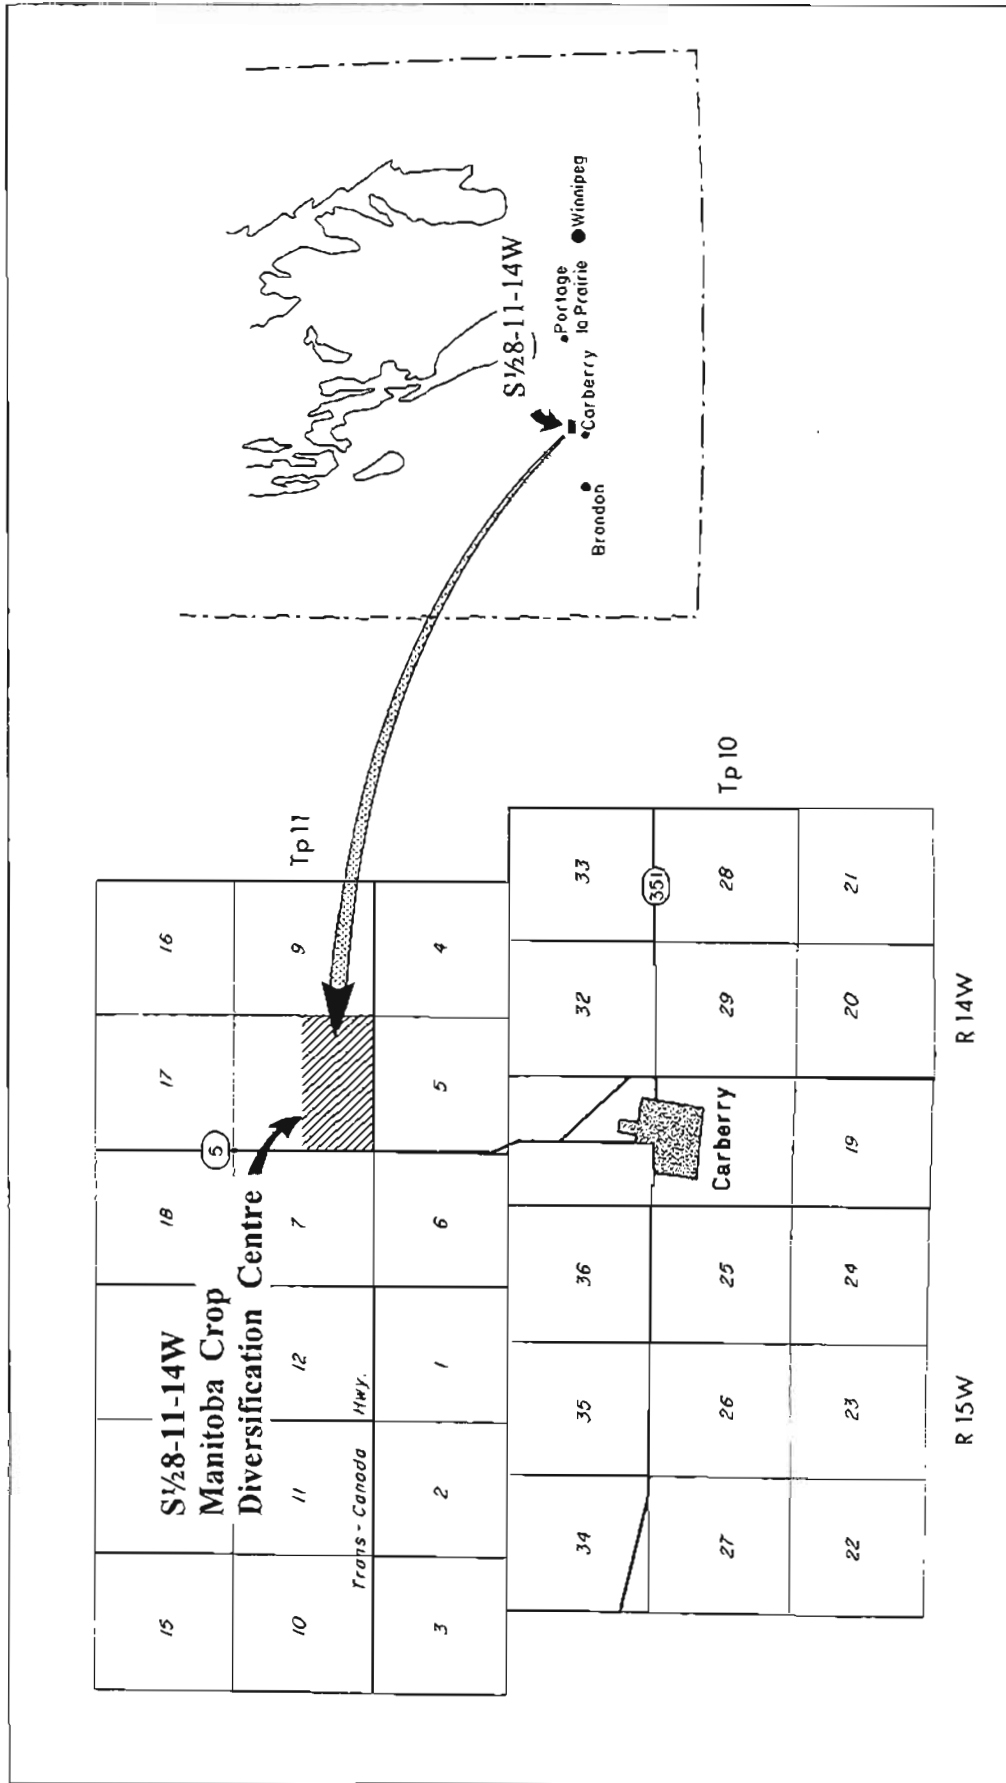 S½8-11-14W
Manitoba Crop
Diversification Centre
15
18
17
16
5
10
11
12
7
9
Tp 11
Trans - Canada Hwy.
3
2
1
6
5
4
34
35
36
32
33
351
27
26
25
Carberry
29
28
Tp 10
22
23
24
19
20
21
R 15W
R 14W
S½8-11-14W
Brandon
Carberry
Portage
la Prairie
Winnipeg